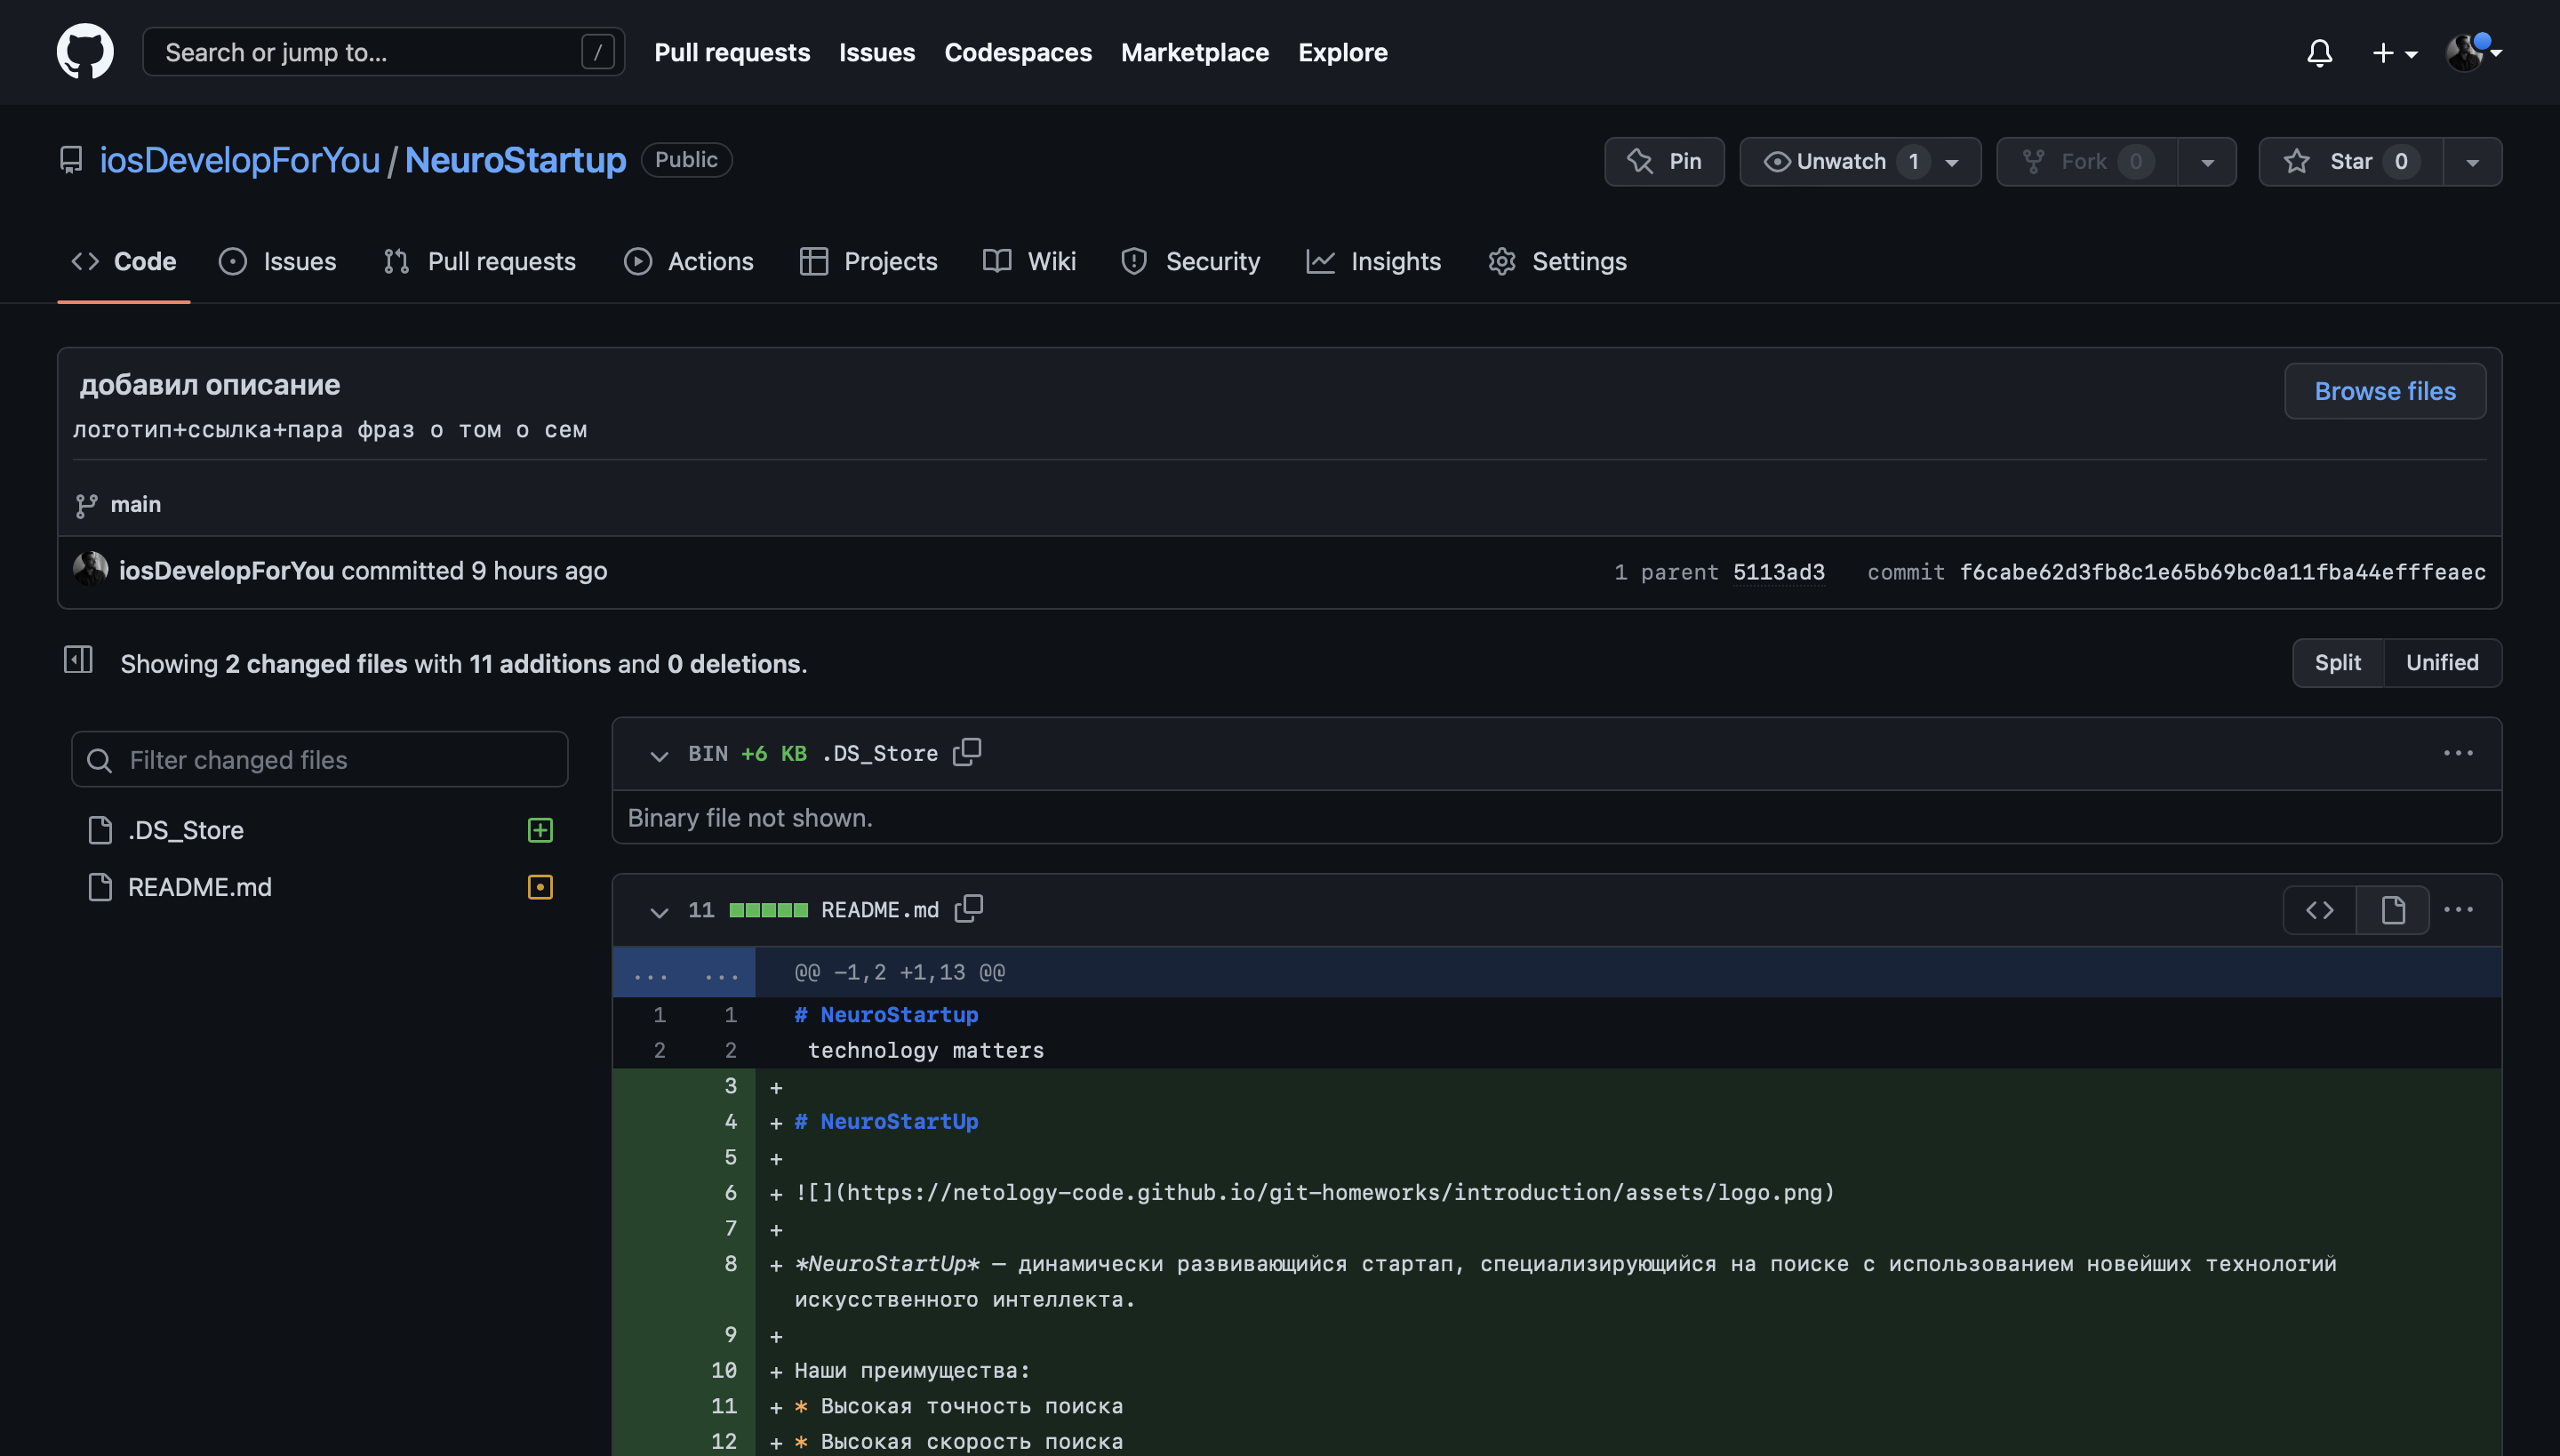 Search or jump to... /
Pull requests Issues Codespaces Marketplace Explore
iosDevelopForYou / NeuroStartup Public
Pin Unwatch 1 Fork 0 Star 0
Code Issues Pull requests Actions Projects Wiki Security Insights Settings
добавил описание
Browse files
логотип+ссылка+пара фраз о том о сем
main
iosDevelopForYou committed 9 hours ago
1 parent 5113ad3 commit f6cabe62d3fb8c1e65b69bc0a11fba44efffeaec
Showing 2 changed files with 11 additions and 0 deletions.
Split Unified
Filter changed files
.DS_Store
README.md
BIN +6 KB .DS_Store
Binary file not shown.
11 README.md
... ... @@ -1,2 +1,13 @@
1 1 # NeuroStartup
2 2 technology matters
3 +
4 + # NeuroStartUp
5 +
6 + ![](https://netology-code.github.io/git-homeworks/introduction/assets/logo.png)
7 +
8 + *NeuroStartUp* — динамически развивающийся стартап, специализирующийся на поиске с использованием новейших технологий
искусственного интеллекта.
9 +
10 + Наши преимущества:
11 + * Высокая точность поиска
12 + * Высокая скорость поиска